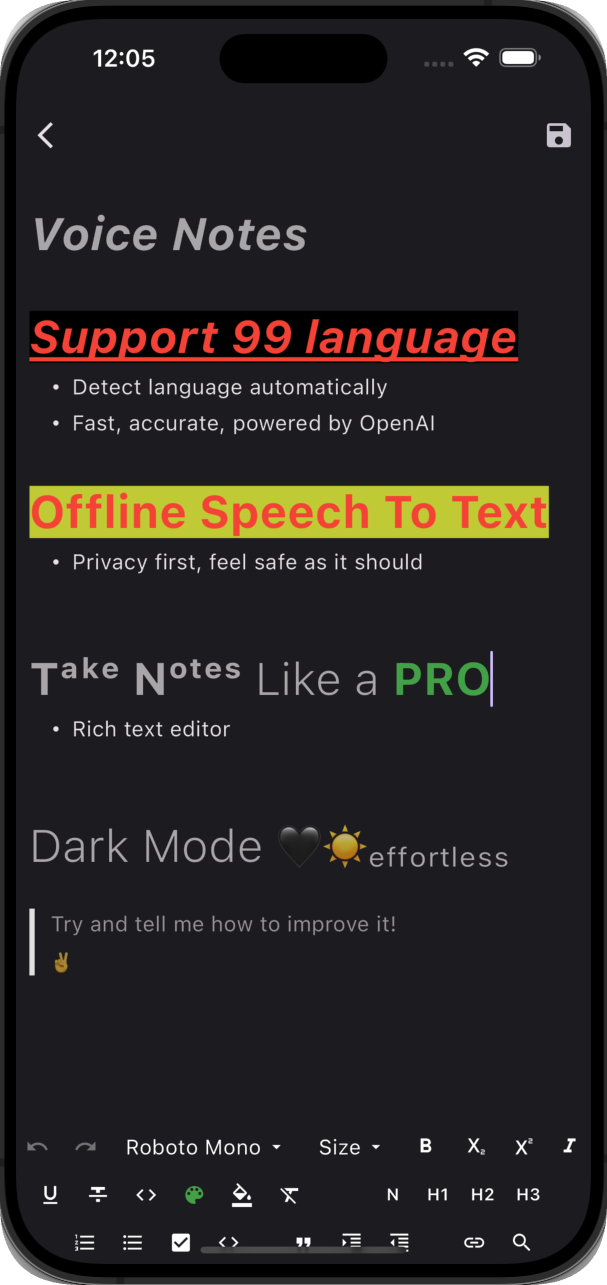 12:05
Voice Notes
Support 99 language
• Detect language automatically
• Fast, accurate, powered by OpenAI
Offline Speech To Text
• Privacy first, feel safe as it should
Take Notes Like a PRO
• Rich text editor
Dark Mode 🖤☀️effortless
Try and tell me how to improve it!
✌️
Roboto Mono Size B X₂ X² I
U S <> N H1 H2 H3